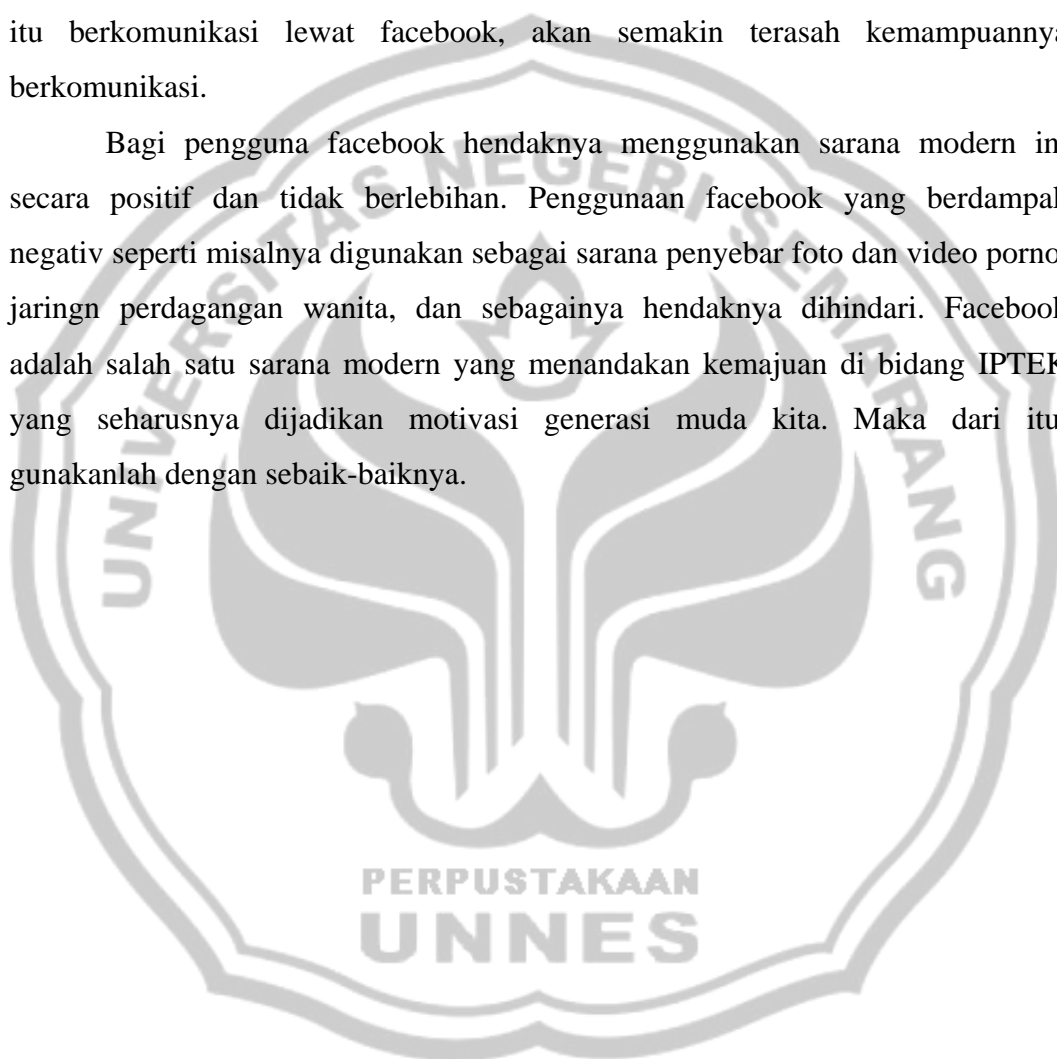 itu berkomunikasi lewat facebook, akan semakin terasah kemampuannya
berkomunikasi.
Bagi pengguna facebook hendaknya menggunakan sarana modern in
secara positif dan tidak berlebihan. Penggunaan facebook yang berdampak
negativ seperti misalnya digunakan sebagai sarana penyebar foto dan video porno
jaringn perdagangan wanita, dan sebagainya hendaknya dihindari. Facebook
adalah salah satu sarana modern yang menandakan kemajuan di bidang IPTEK
yang seharusnya dijadikan motivasi generasi muda kita. Maka dari itu
gunakanlah dengan sebaik-baiknya.
UNIVERSITAS NEGERI SEMARANG
PERPUSTAKAAN
UNNES